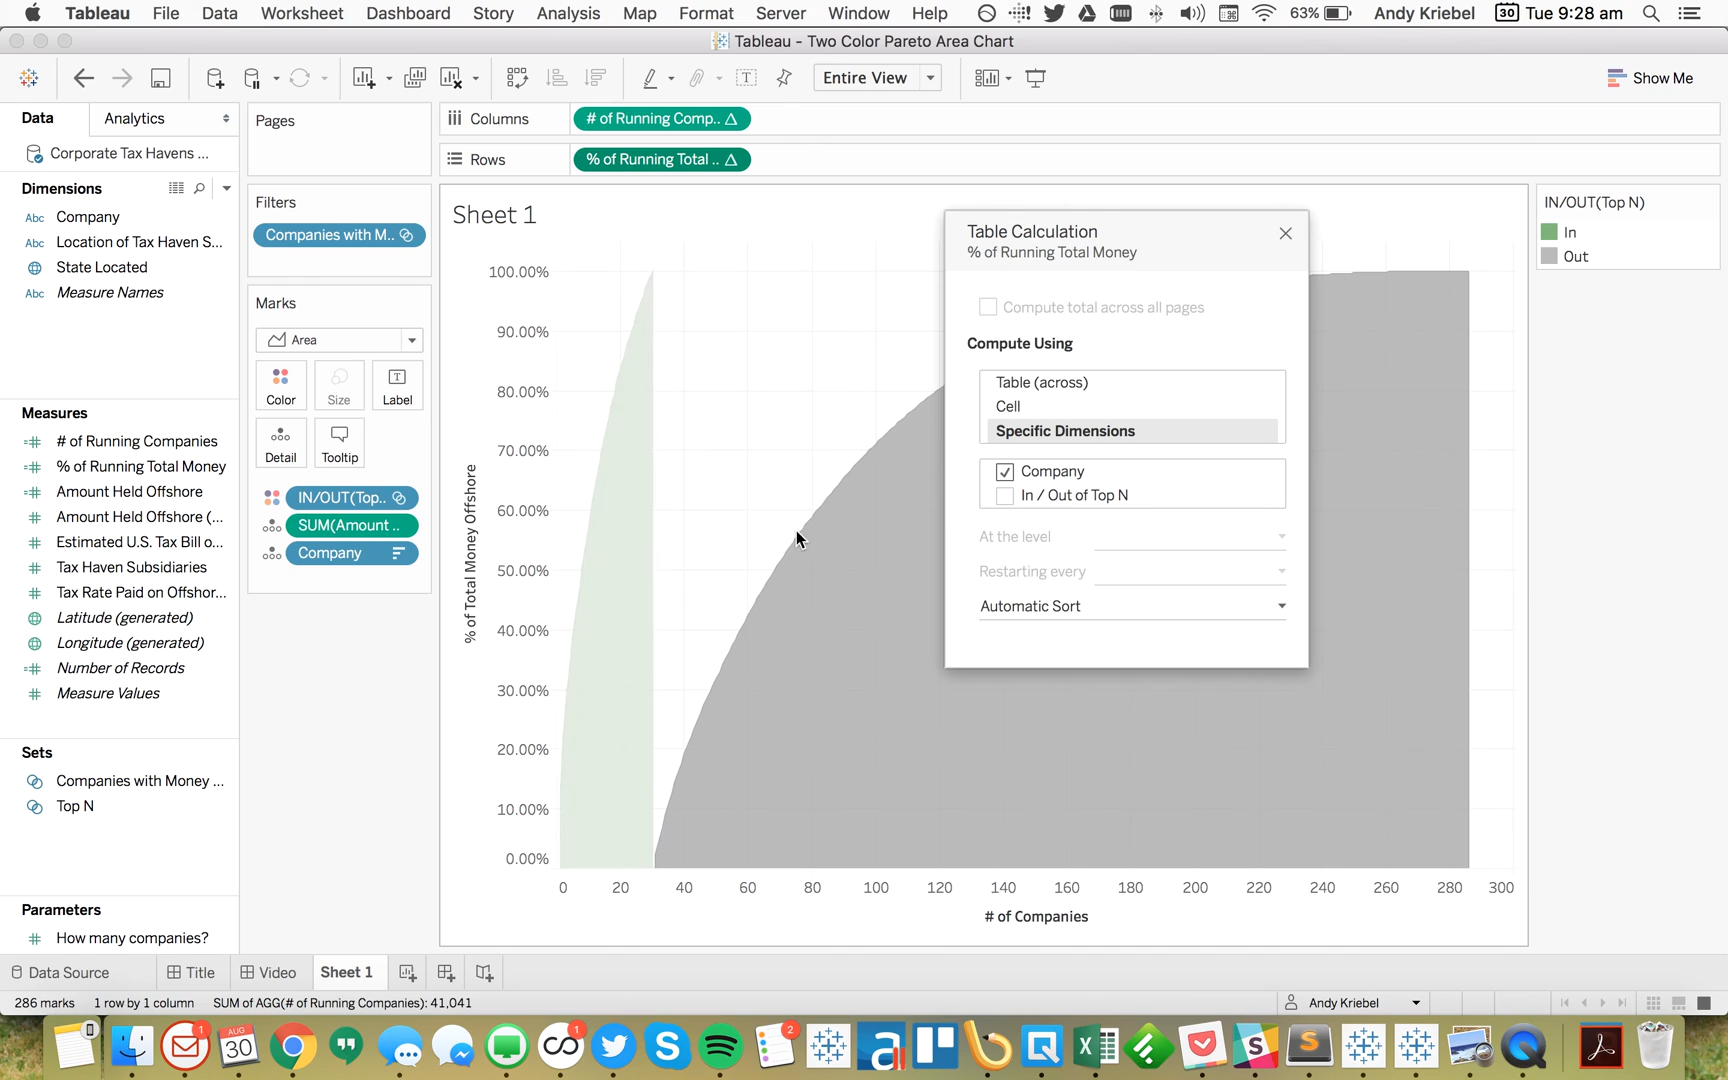 Tableau File Data Worksheet Dashboard Story Analysis Map Format Server Window Help 63% Andy Kriebel 30 Tue 9:28 am
Tableau - Two Color Pareto Area Chart
Entire View Show Me
Data Analytics
Corporate Tax Havens ...
Dimensions
Abc Company
Abc Location of Tax Haven S...
State Located
Abc Measure Names
Measures
# of Running Companies
% of Running Total Money
Amount Held Offshore
Amount Held Offshore (...
Estimated U.S. Tax Bill o...
Tax Haven Subsidiaries
Tax Rate Paid on Offshor...
Latitude (generated)
Longitude (generated)
Number of Records
Measure Values
Sets
Companies with Money ...
Top N
Parameters
How many companies?
Pages
Filters
Companies with M..
Marks
Area
Color Size Label
Detail Tooltip
IN/OUT(Top..
SUM(Amount ..
Company
Columns # of Running Comp..
Rows % of Running Total ..
Sheet 1
100.00%
90.00%
80.00%
70.00%
60.00%
50.00%
40.00%
30.00%
20.00%
10.00%
0.00%
% of Total Money Offshore
0 20 40 60 80 100 120 140 160 180 200 220 240 260 280 300
# of Companies
Table Calculation
% of Running Total Money
Compute total across all pages
Compute Using
Table (across)
Cell
Specific Dimensions
Company
In / Out of Top N
At the level
Restarting every
Automatic Sort
IN/OUT(Top N)
In
Out
Data Source Title Video Sheet 1
286 marks 1 row by 1 column SUM of AGG(# of Running Companies): 41,041 Andy Kriebel
1 AUG 30 1 2